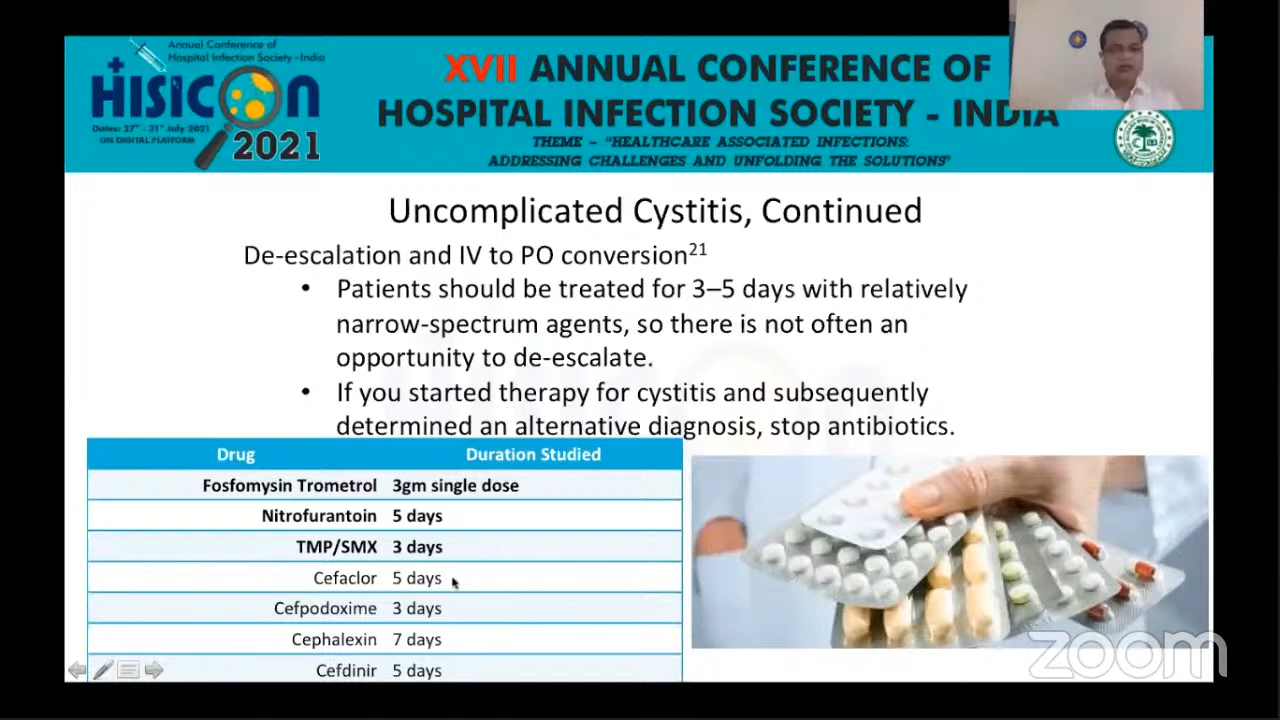 Annual Conference of
Hospital Infection Society -India
HISICON
Dates: 27th - 31st July 2021
ON DIGITAL PLATFORM
2021
XVII ANNUAL CONFERENCE OF
HOSPITAL INFECTION SOCIETY - INDIA
THEME - "HEALTHCARE ASSOCIATED INFECTIONS:
ADDRESSING CHALLENGES AND UNFOLDING THE SOLUTIONS"
Uncomplicated Cystitis, Continued
De-escalation and IV to PO conversion21
• Patients should be treated for 3–5 days with relatively
narrow-spectrum agents, so there is not often an
opportunity to de-escalate.
• If you started therapy for cystitis and subsequently
determined an alternative diagnosis, stop antibiotics.
Drug Duration Studied
Fosfomysin Trometrol 3gm single dose
Nitrofurantoin 5 days
TMP/SMX 3 days
Cefaclor 5 days
Cefpodoxime 3 days
Cephalexin 7 days
Cefdinir 5 days
zoom